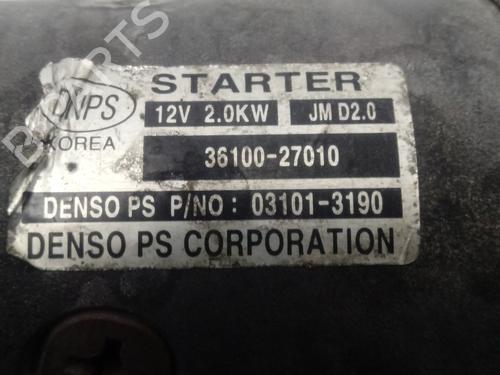 STARTER
DNPS
KOREA
12V 2.0KW JM D2.0
36100-27010
DENSO PS P/NO : 03101-3190
DENSO PS CORPORATION